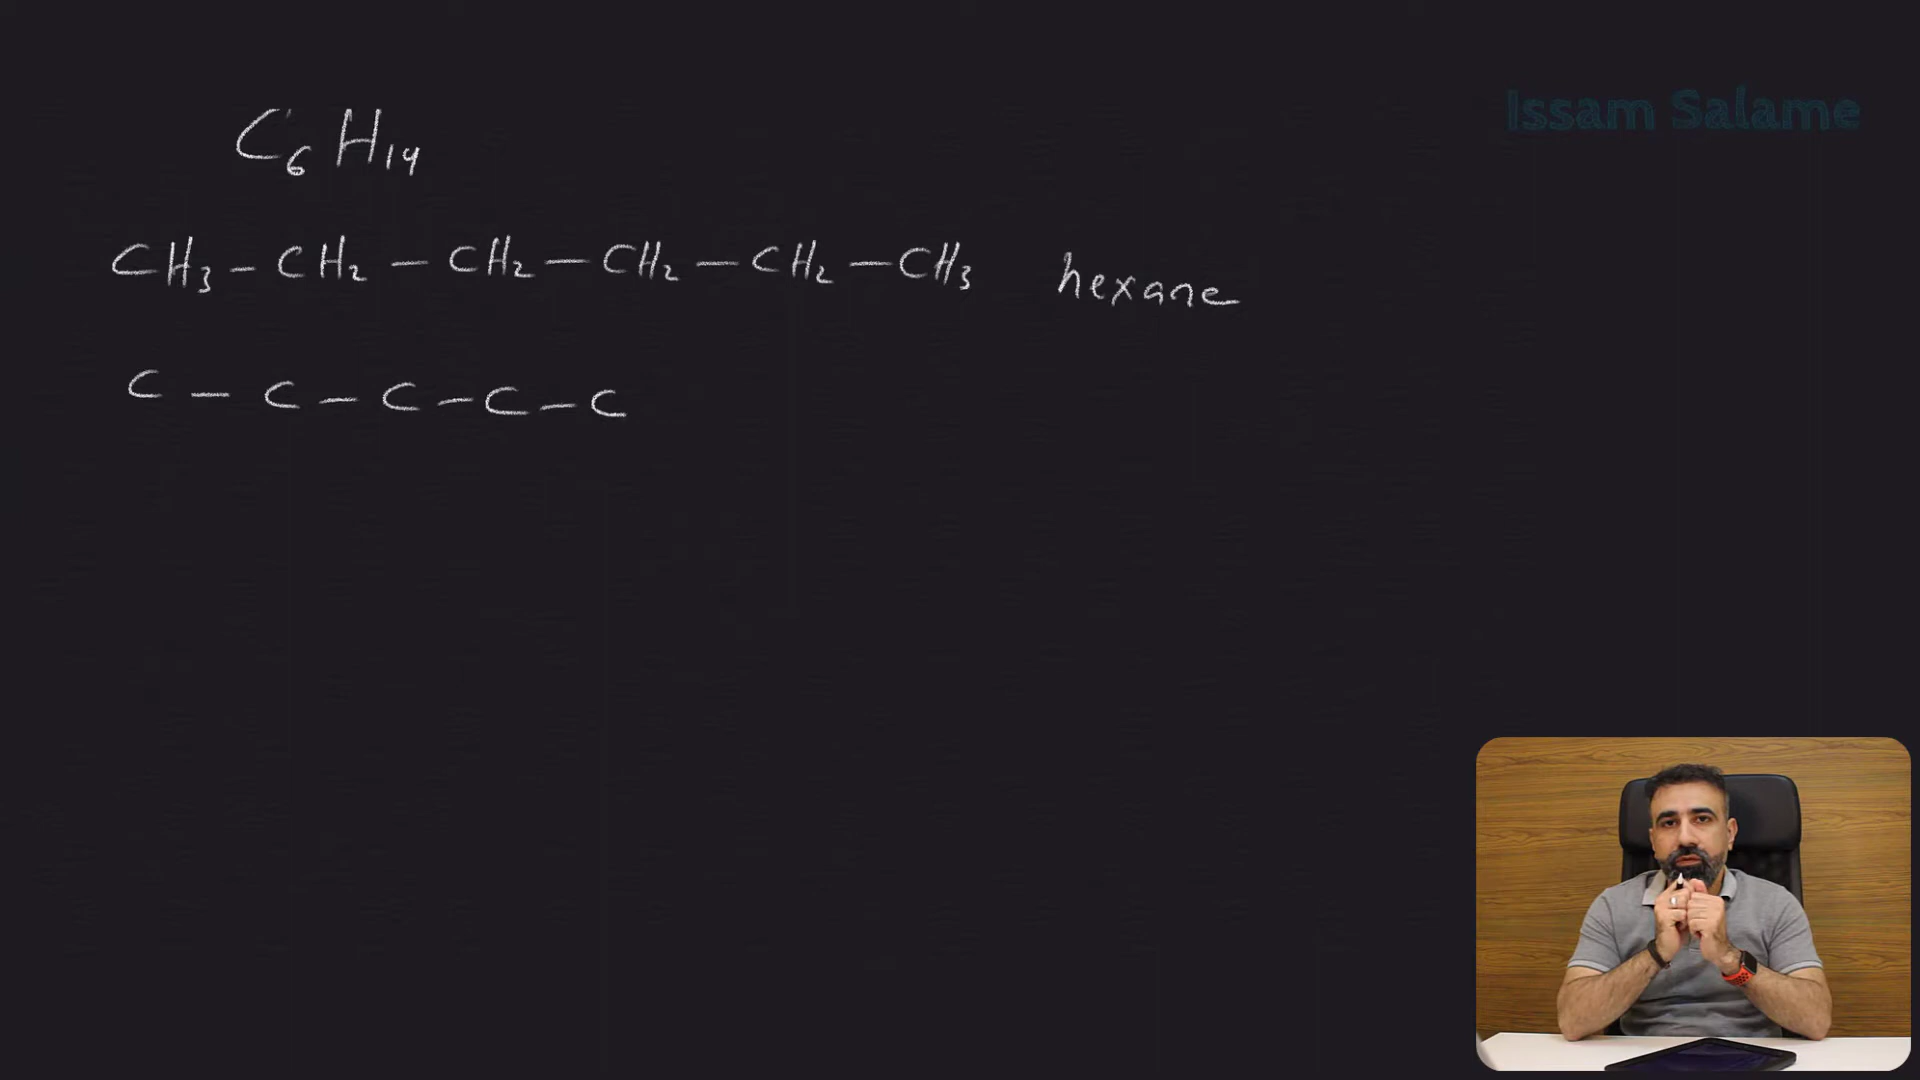 Issam Salame
C₆H₁₄
CH₃ – CH₂ – CH₂ – CH₂ – CH₂ – CH₃ hexane
C – C – C – C – C